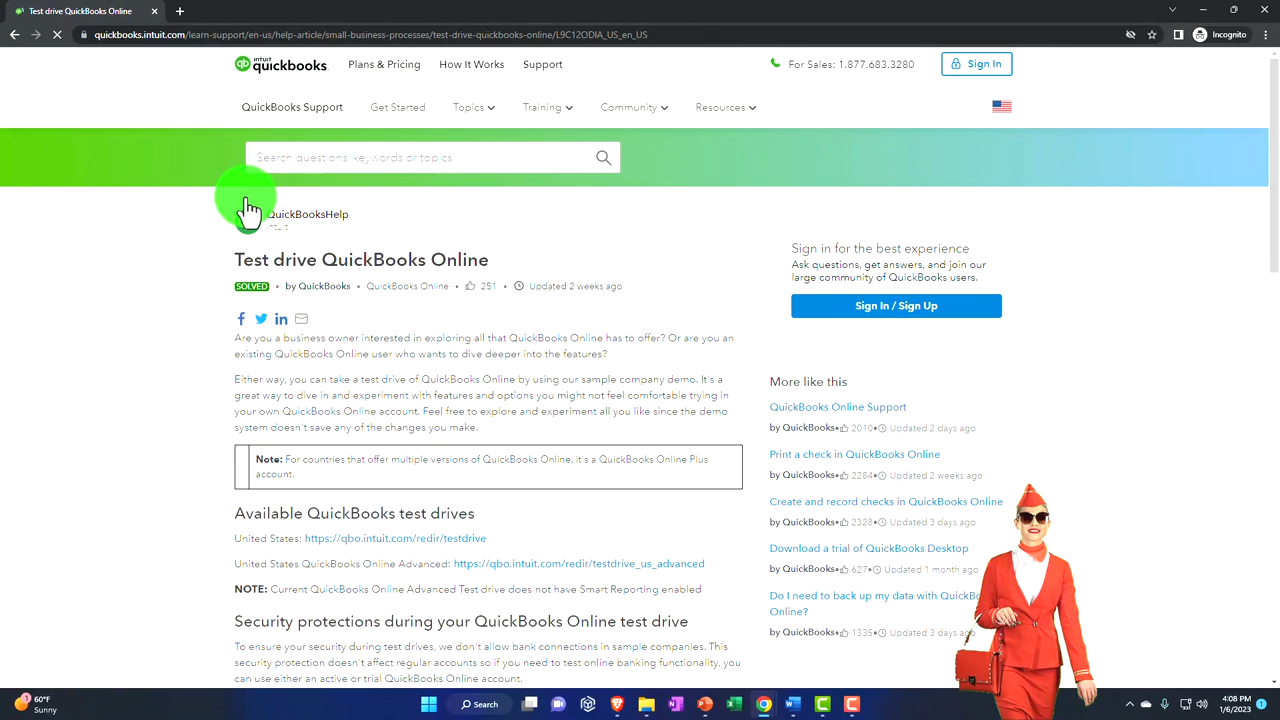 Test drive QuickBooks Online
quickbooks.intuit.com/learn-support/en-us/help-article/small-business-processes/test-drive-quickbooks-online/L9C12ODIA_US_en_US
Incognito
intuit quickbooks.
Plans & Pricing
How It Works
Support
For Sales: 1.877.683.3280
Sign In
QuickBooks Support
Get Started
Topics
Training
Community
Resources
Search questions, keywords or topics
QuickBooksHelp
Intuit
Test drive QuickBooks Online
SOLVED • by QuickBooks • QuickBooks Online • 251 • Updated 2 weeks ago
Are you a business owner interested in exploring all that QuickBooks Online has to offer? Or are you an
existing QuickBooks Online user who wants to dive deeper into the features?
Either way, you can take a test drive of QuickBooks Online by using our sample company demo. It's a
great way to dive in and experiment with features and options you might not feel comfortable trying in
your own QuickBooks Online account. Feel free to explore and experiment all you like since the demo
system doesn't save any of the changes you make.
Note: For countries that offer multiple versions of QuickBooks Online, it's a QuickBooks Online Plus
account.
Available QuickBooks test drives
United States: https://qbo.intuit.com/redir/testdrive
United States QuickBooks Online Advanced: https://qbo.intuit.com/redir/testdrive_us_advanced
NOTE: Current QuickBooks Online Advanced Test drive does not have Smart Reporting enabled
Security protections during your QuickBooks Online test drive
To ensure your security during test drives, we don't allow bank connections in sample companies. This
security protection doesn't affect regular accounts so if you need to test online banking functionality, you
can use either an active or trial QuickBooks Online account.
Sign in for the best experience
Ask questions, get answers, and join our
large community of QuickBooks users.
Sign In / Sign Up
More like this
QuickBooks Online Support
by QuickBooks • 2010 • Updated 2 days ago
Print a check in QuickBooks Online
by QuickBooks • 2284 • Updated 2 weeks ago
Create and record checks in QuickBooks Online
by QuickBooks • 2328 • Updated 3 days ago
Download a trial of QuickBooks Desktop
by QuickBooks • 627 • Updated 1 month ago
Do I need to back up my data with
Online?
by QuickBooks • 1335 • Updated 3 days ago
60°F
Sunny
Search
4:08 PM
1/6/2023